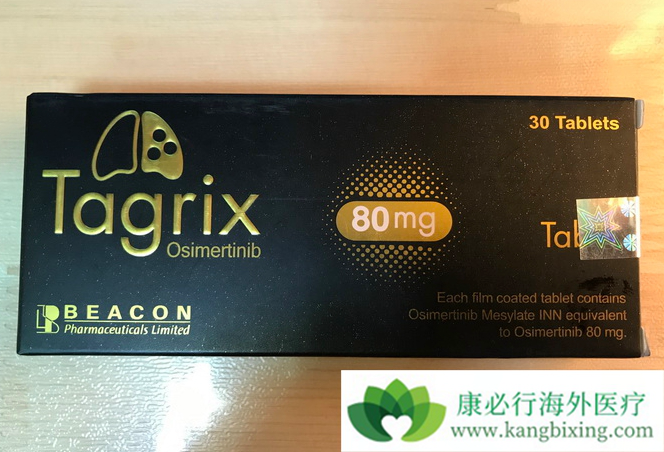 30 Tablets
Tagrix
Osimertinib
80mg
BEACON
Pharmaceuticals Limited
Each film coated tablet contains
Osimertinib Mesylate INN equivalent
to Osimertinib 80 mg.
康必行海外医疗
www.kangbixing.com